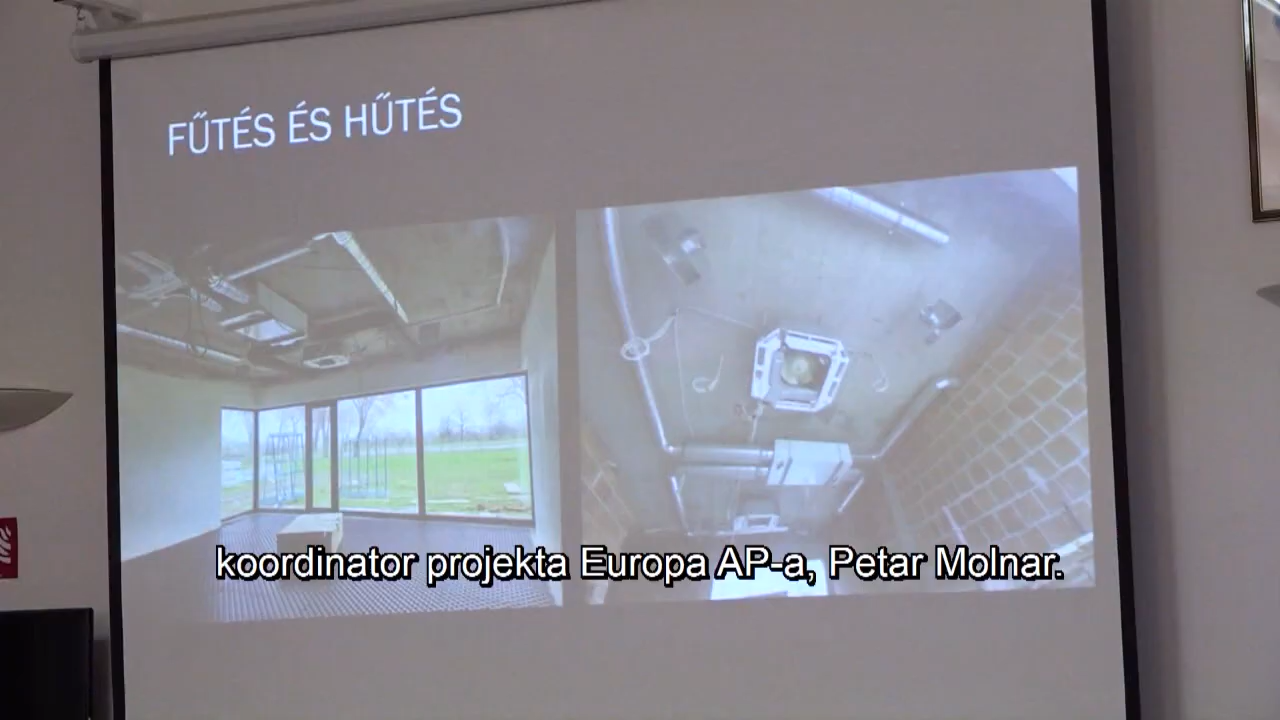 FŰTÉS ÉS HŰTÉS
koordinator projekta Europa AP-a, Petar Molnar.